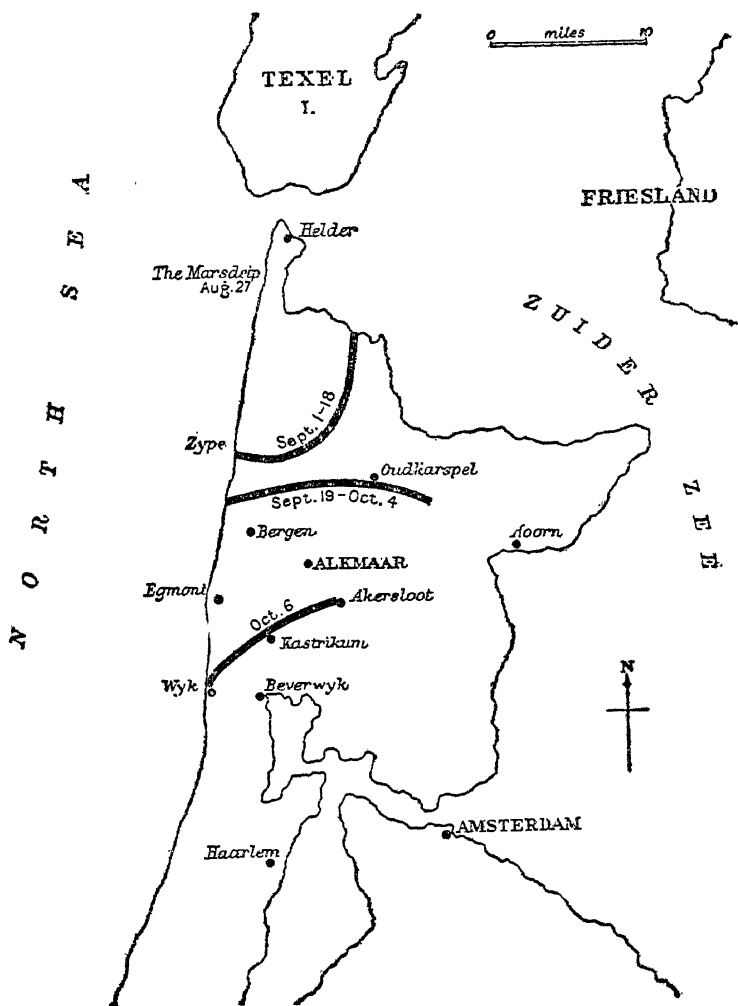 0 miles 10
TEXEL
I.
FRIESLAND
NORTH SEA
Helder
The Marsdiep
Aug. 27
ZUIDER ZEE
Sept. 1-18
Zype
Oudkarspel
Sept. 19-Oct. 4
Bergen
Hoorn
ALKMAAR
Egmont
Akersloot
Oct. 6
Kastrikum
Wyk
Beverwyk
N
AMSTERDAM
Haarlem